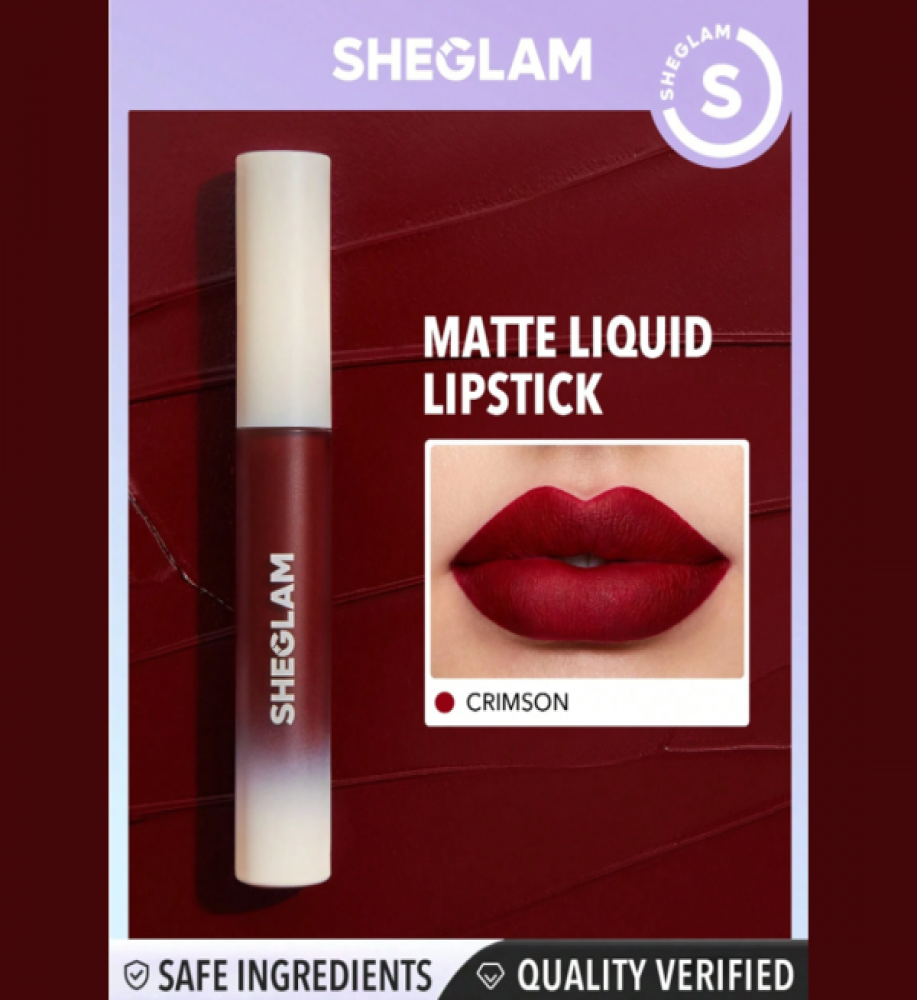 SHEGLAM
SHEGLAM
S
MATTE LIQUID
LIPSTICK
SHEGLAM
CRIMSON
SAFE INGREDIENTS
QUALITY VERIFIED